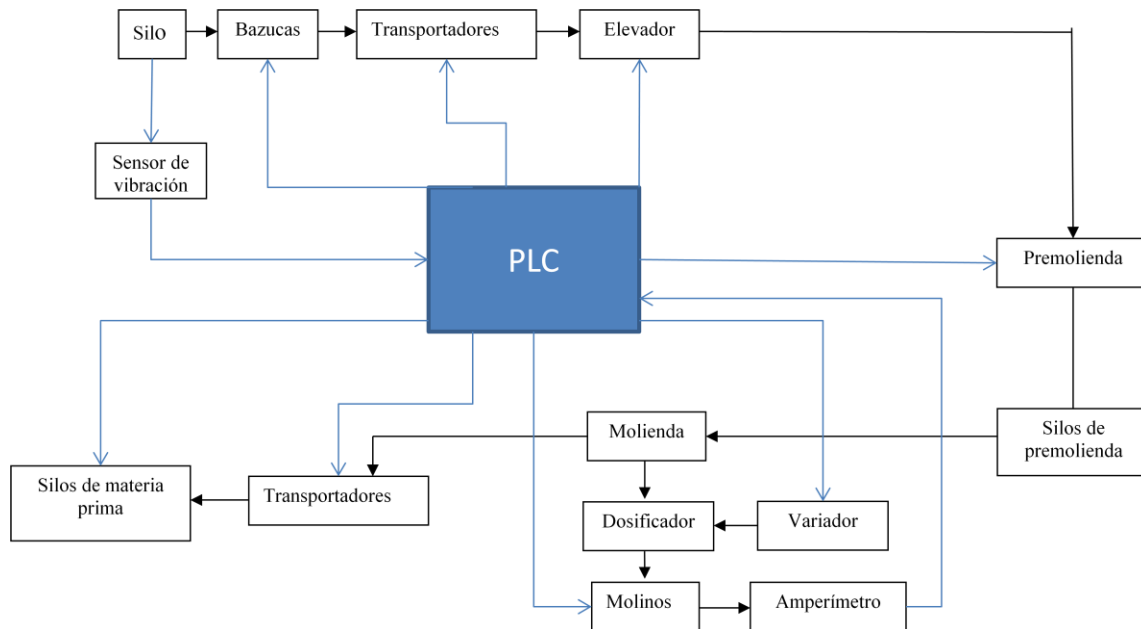 Silo
Bazucas
Transportadores
Elevador
Sensor de
vibración
PLC
Premolienda
Molienda
Silos de
premolienda
Silos de materia
prima
Transportadores
Dosificador
Variador
Molinos
Amperímetro